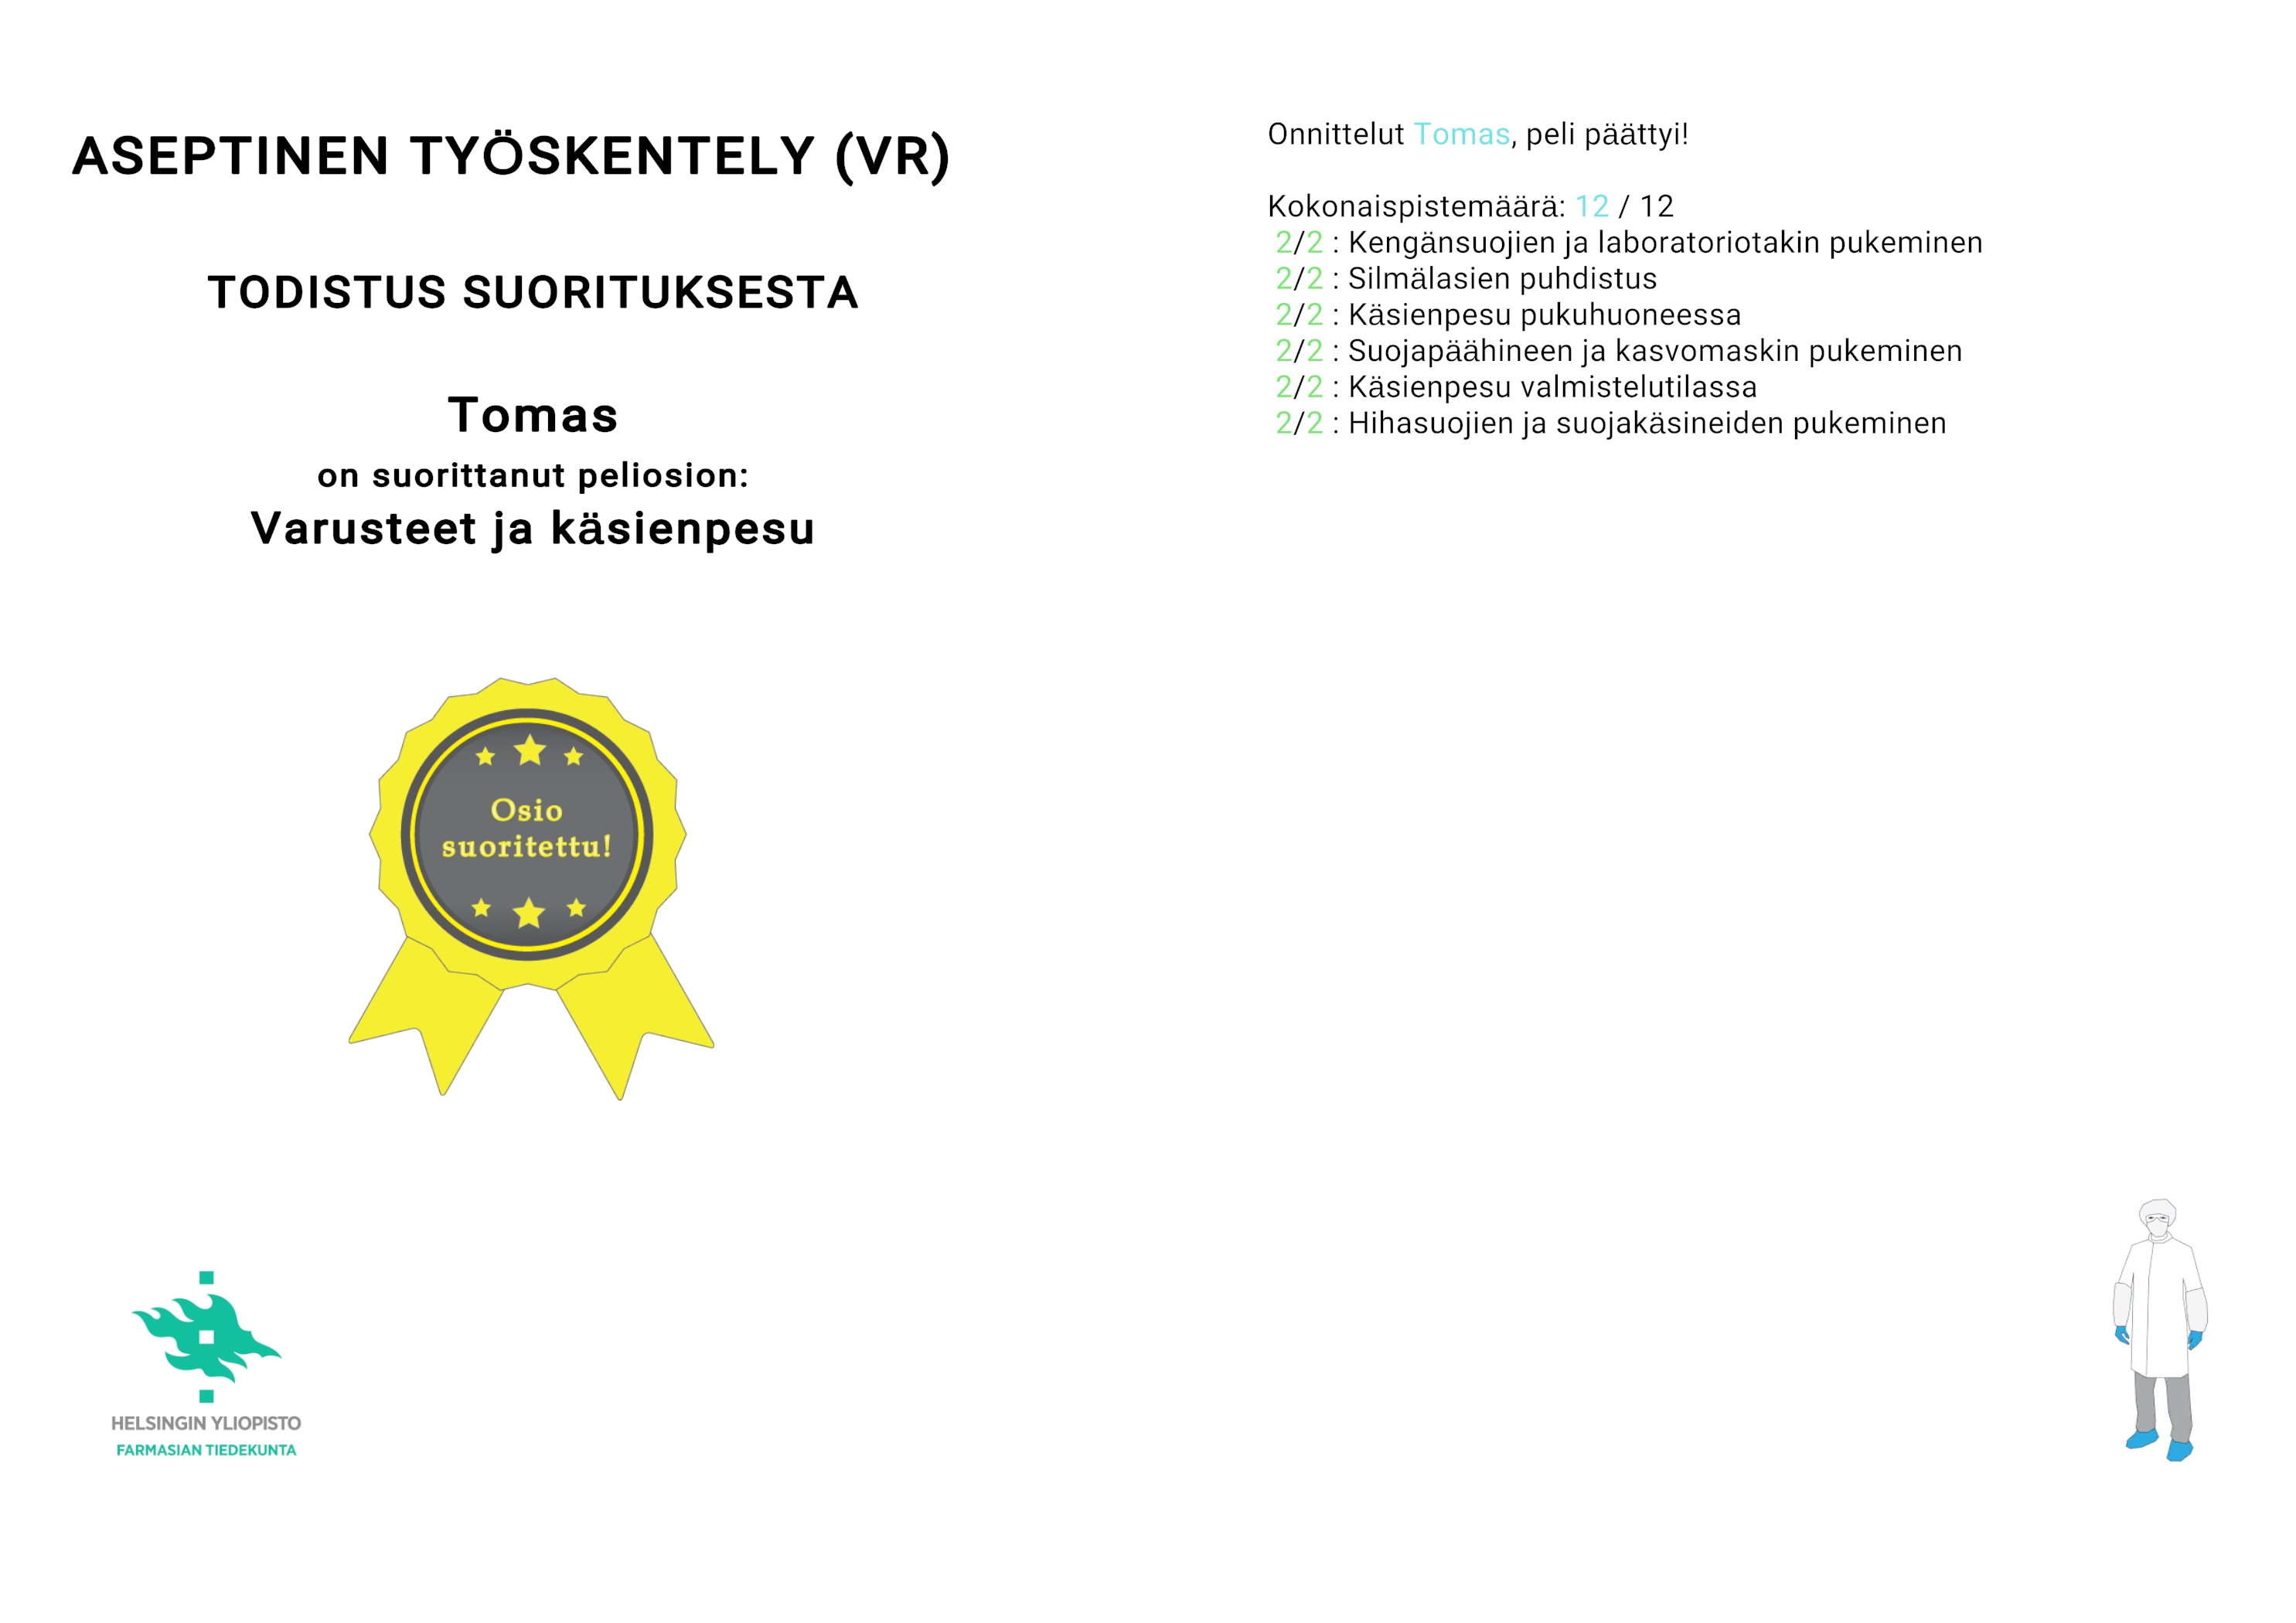 ASEPTINEN TYÖSKENTELY (VR)
TODISTUS SUORITUKSESTA
Tomas
on suorittanut peliosion:
Varusteet ja käsienpesu
Osio
suoritettu!
HELSINGIN YLIOPISTO
FARMASIAN TIEDEKUNTA
Onnittelut Tomas, peli päättyi!
Kokonaispistemäärä: 12 / 12
2/2 : Kengänsuojien ja laboratoriotakin pukeminen
2/2 : Silmälasien puhdistus
2/2 : Käsienpesu pukuhuoneessa
2/2 : Suojapäähineen ja kasvomaskin pukeminen
2/2 : Käsienpesu valmistelutilassa
2/2 : Hihasuojien ja suojakäsineiden pukeminen